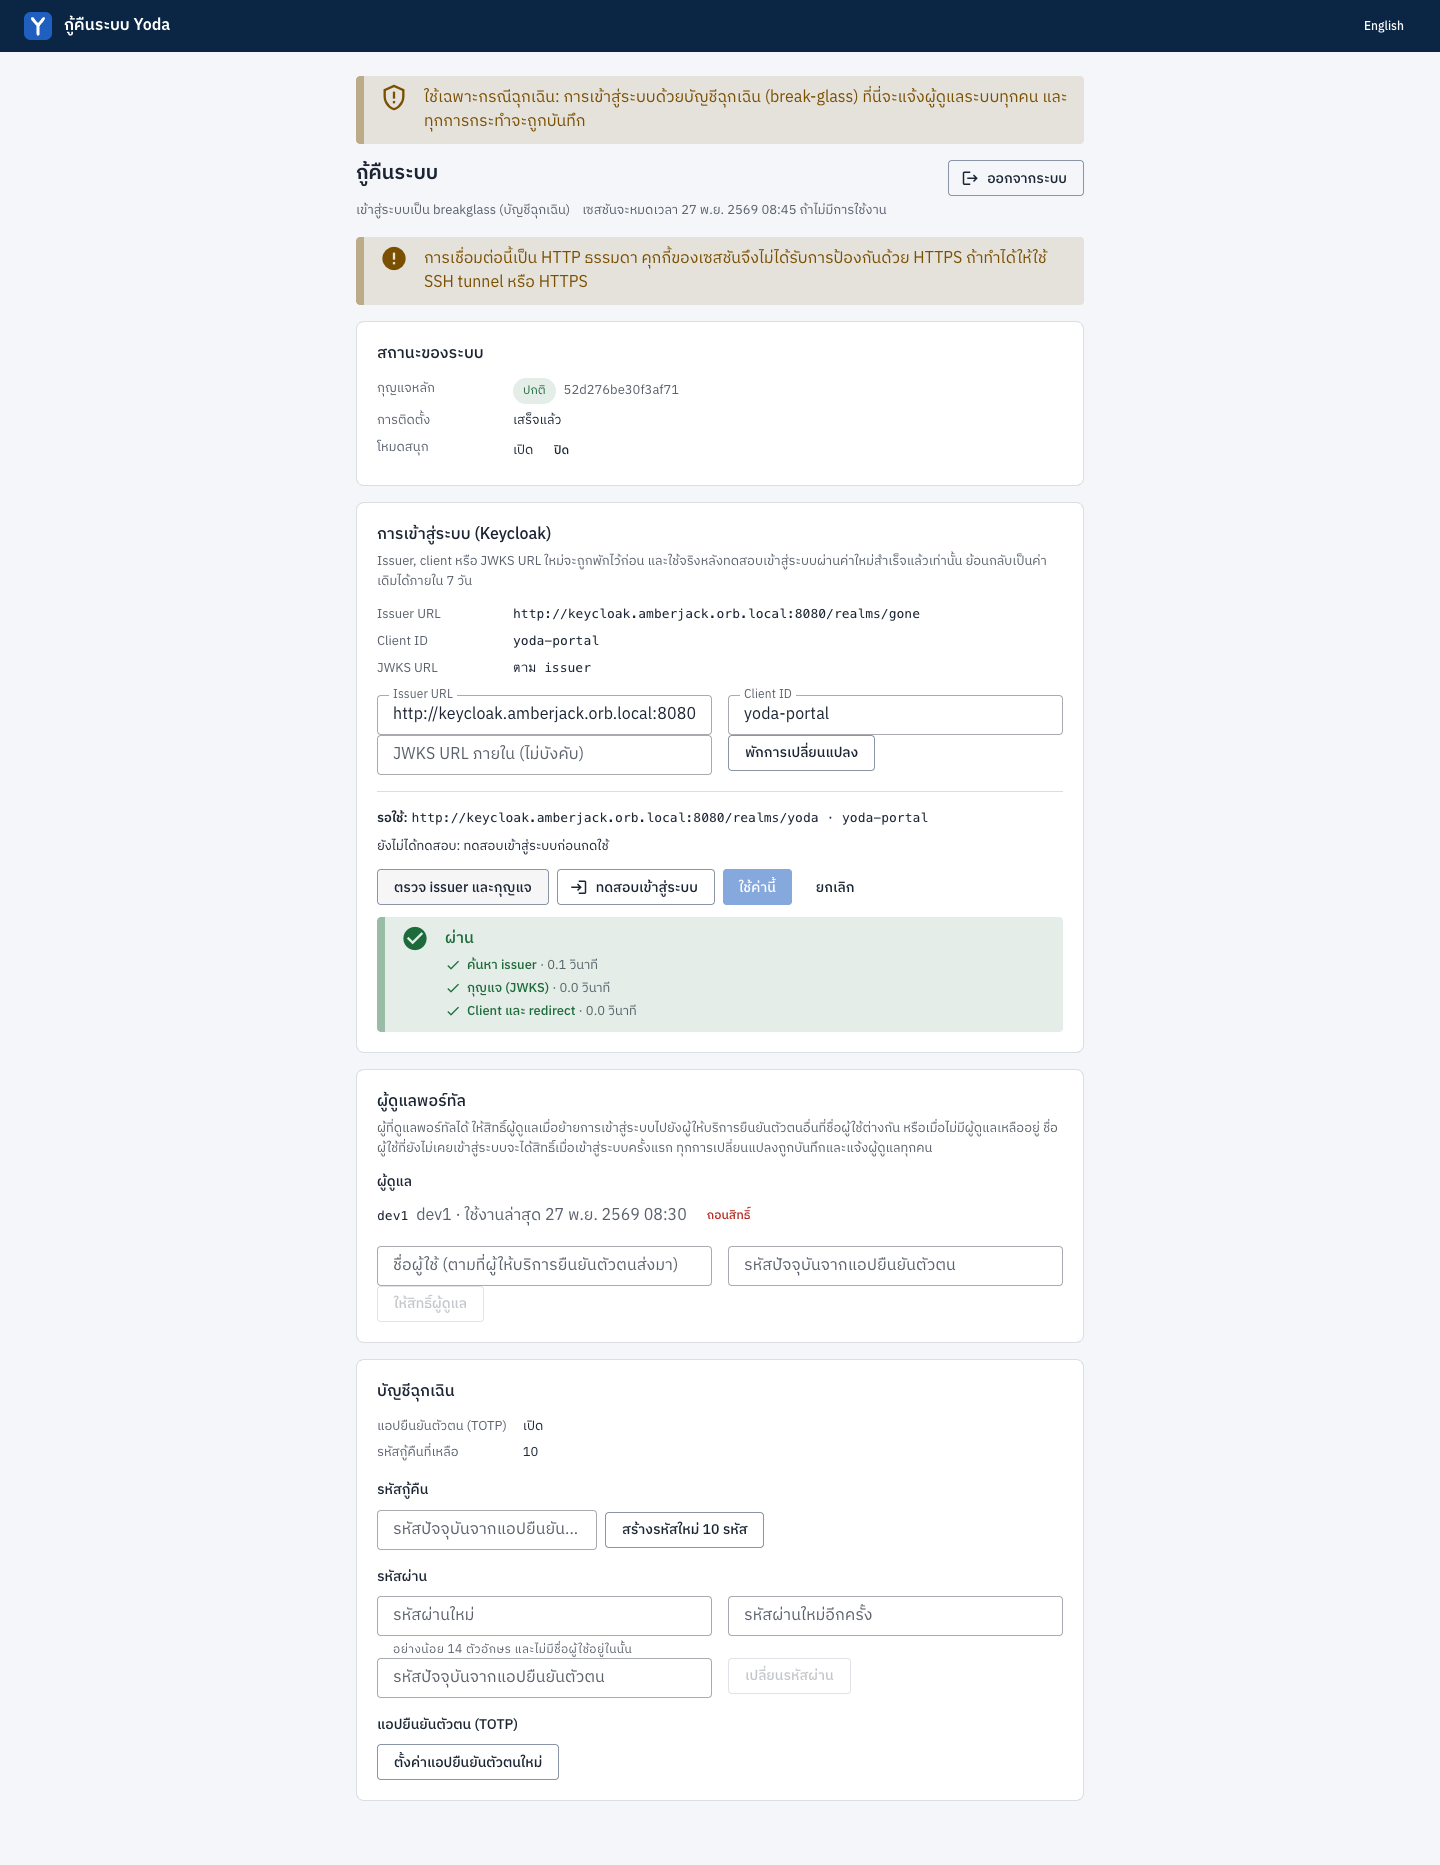 กู้คืนระบบ Yoda
English
ใช้เฉพาะกรณีฉุกเฉิน: การเข้าสู่ระบบด้วยบัญชีฉุกเฉิน (break-glass) ที่นี่จะแจ้งผู้ดูแลระบบทุกคน และ
ทุกการกระทำจะถูกบันทึก
กู้คืนระบบ
ออกจากระบบ
เข้าสู่ระบบเป็น breakglass (บัญชีฉุกเฉิน) เซสชันจะหมดเวลา 27 พ.ย. 2569 08:45 ถ้าไม่มีการใช้งาน
การเชื่อมต่อนี้เป็น HTTP ธรรมดา คุกกี้ของเซสชันจึงไม่ได้รับการป้องกันด้วย HTTPS ถ้าทำได้ให้ใช้
SSH tunnel หรือ HTTPS
สถานะของระบบ
กุญแจหลัก ปกติ 52d276be30f3af71
การติดตั้ง เสร็จแล้ว
โหมดสนุก เปิด ปิด
การเข้าสู่ระบบ (Keycloak)
Issuer, client หรือ JWKS URL ใหม่จะถูกพักไว้ก่อน และใช้จริงหลังทดสอบเข้าสู่ระบบผ่านค่าใหม่สำเร็จแล้วเท่านั้น ย้อนกลับเป็นค่า
เดิมได้ภายใน 7 วัน
Issuer URL http://keycloak.amberjack.orb.local:8080/realms/gone
Client ID yoda-portal
JWKS URL ตาม issuer
Issuer URL Client ID
http://keycloak.amberjack.orb.local:8080 yoda-portal
JWKS URL ภายใน (ไม่บังคับ) พักการเปลี่ยนแปลง
รอใช้: http://keycloak.amberjack.orb.local:8080/realms/yoda · yoda-portal
ยังไม่ได้ทดสอบ: ทดสอบเข้าสู่ระบบก่อนกดใช้
ตรวจ issuer และกุญแจ ทดสอบเข้าสู่ระบบ ใช้ค่านี้ ยกเลิก
ผ่าน
ค้นหา issuer · 0.1 วินาที
กุญแจ (JWKS) · 0.0 วินาที
Client และ redirect · 0.0 วินาที
ผู้ดูแลพอร์ทัล
ผู้ที่ดูแลพอร์ทัลได้ ให้สิทธิ์ผู้ดูแลเมื่อย้ายการเข้าสู่ระบบไปยังผู้ให้บริการยืนยันตัวตนอื่นที่ชื่อผู้ใช้ต่างกัน หรือเมื่อไม่มีผู้ดูแลเหลืออยู่ ชื่อ
ผู้ใช้ที่ยังไม่เคยเข้าสู่ระบบจะได้สิทธิ์เมื่อเข้าสู่ระบบครั้งแรก ทุกการเปลี่ยนแปลงถูกบันทึกและแจ้งผู้ดูแลทุกคน
ผู้ดูแล
dev1 dev1 · ใช้งานล่าสุด 27 พ.ย. 2569 08:30 ถอนสิทธิ์
ชื่อผู้ใช้ (ตามที่ผู้ให้บริการยืนยันตัวตนส่งมา) รหัสปัจจุบันจากแอปยืนยันตัวตน
ให้สิทธิ์ผู้ดูแล
บัญชีฉุกเฉิน
แอปยืนยันตัวตน (TOTP) เปิด
รหัสกู้คืนที่เหลือ 10
รหัสกู้คืน
รหัสปัจจุบันจากแอปยืนยัน... สร้างรหัสใหม่ 10 รหัส
รหัสผ่าน
รหัสผ่านใหม่ รหัสผ่านใหม่อีกครั้ง
อย่างน้อย 14 ตัวอักษร และไม่มีชื่อผู้ใช้อยู่ในนั้น
รหัสปัจจุบันจากแอปยืนยันตัวตน เปลี่ยนรหัสผ่าน
แอปยืนยันตัวตน (TOTP)
ตั้งค่าแอปยืนยันตัวตนใหม่